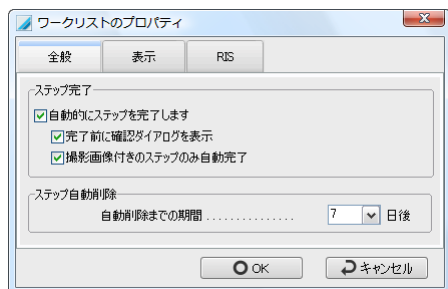 ワークリストのプロパティ
全般 表示 RIS
ステップ完了
自動的にステップを完了します
完了前に確認ダイアログを表示
撮影画像付きのステップのみ自動完了
ステップ自動削除
自動削除までの期間 .............. 7 日後
OK キャンセル